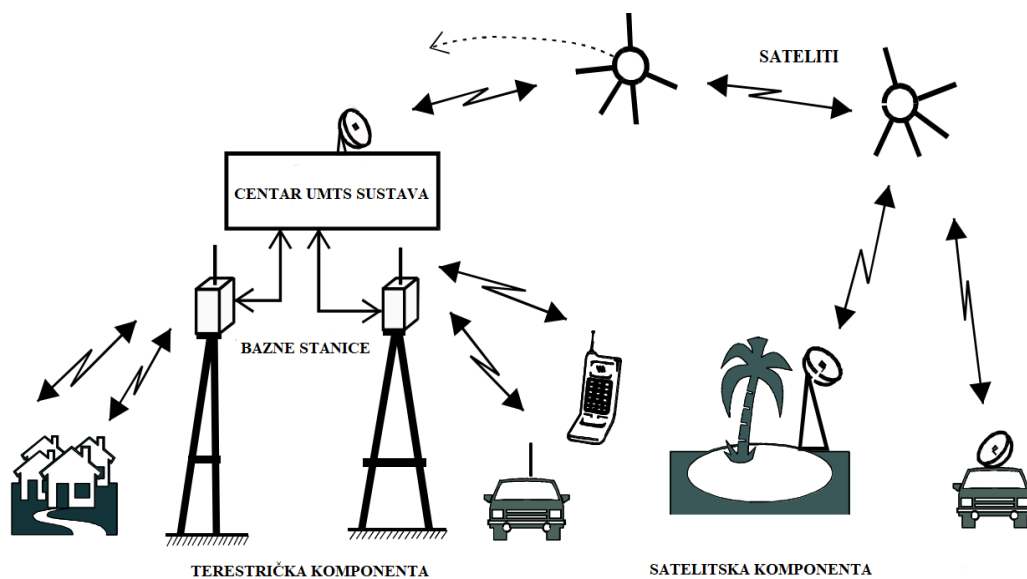 SATELITI
CENTAR UMTS SUSTAVA
BAZNE STANICE
TERESTRIČKA KOMPONENTA
SATELITSKA KOMPONENTA